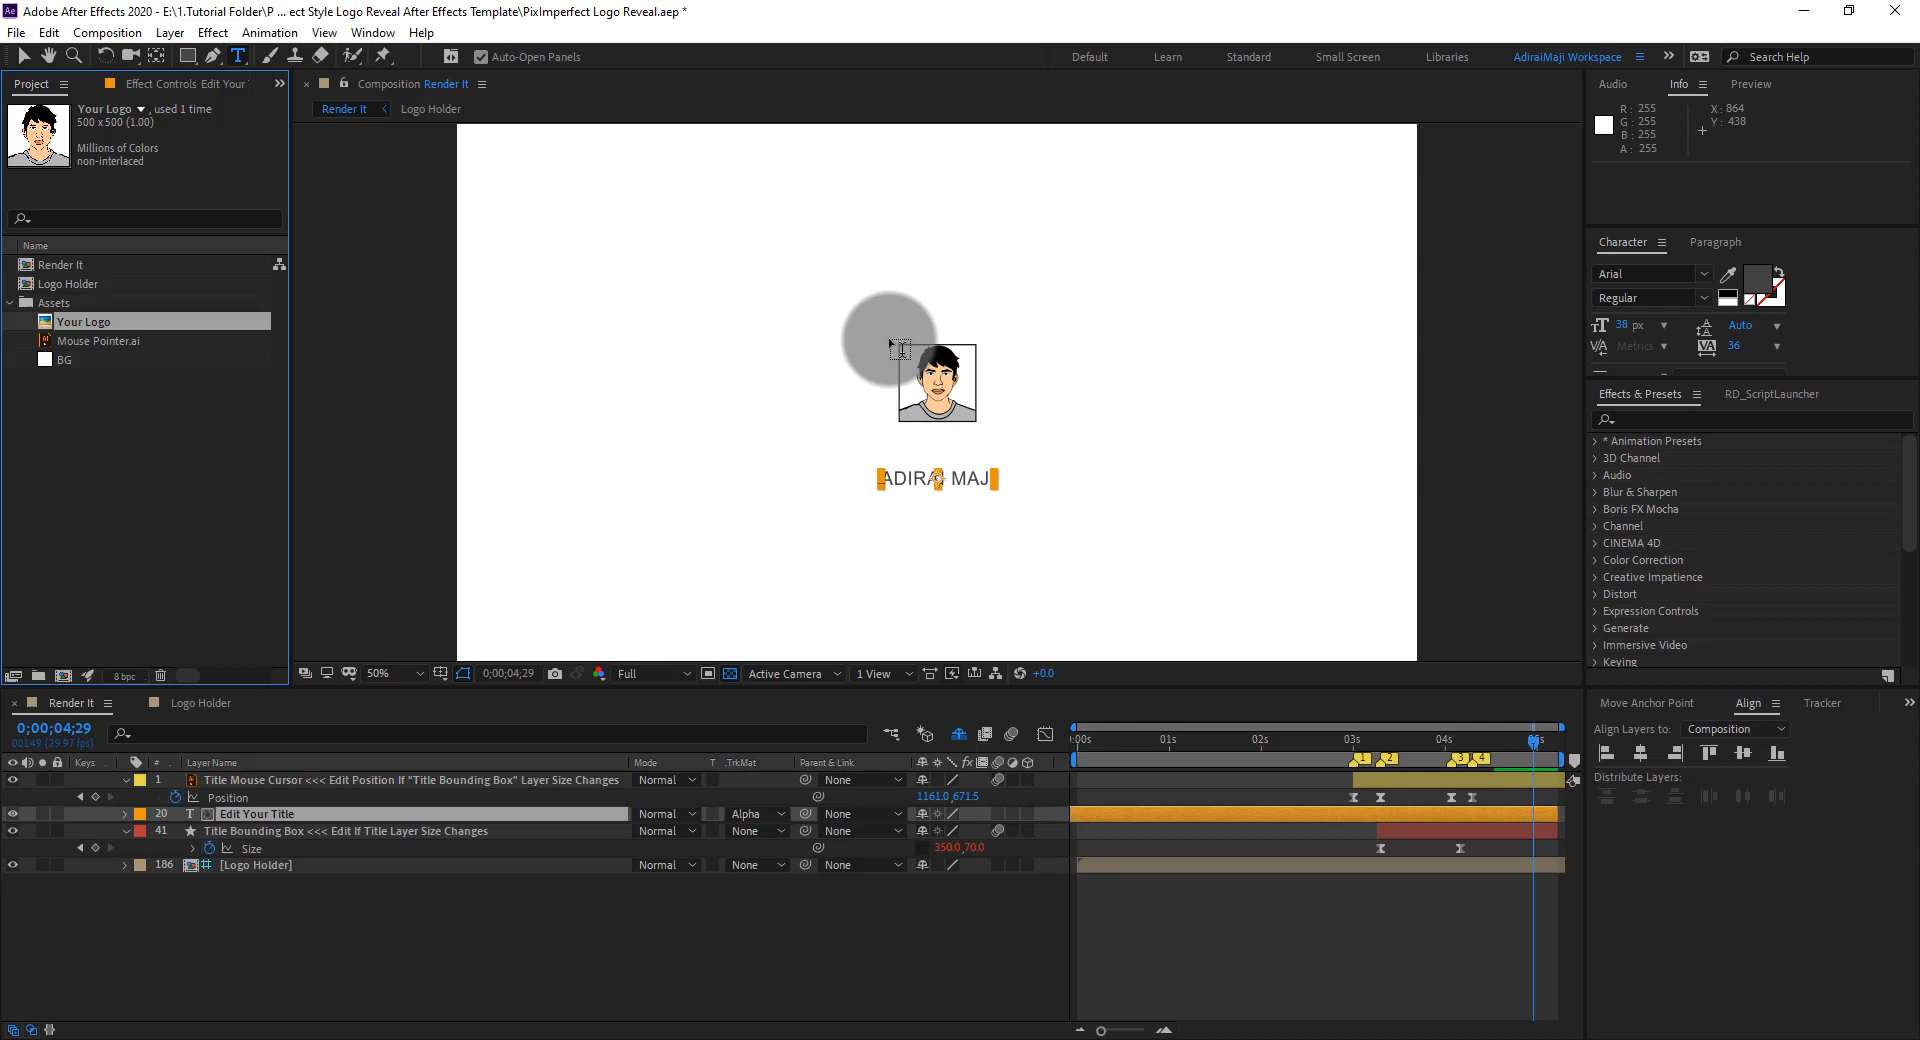 Adobe After Effects 2020 - E:\1.Tutorial Folder\P ... ect Style Logo Reveal After Effects Template\PixImperfect Logo Reveal.aep *
File Edit Composition Layer Effect Animation View Window Help
Auto-Open Panels
Default Learn Standard Small Screen Libraries AdiraiMaji Workspace Search Help
Project Effect Controls Edit Your
Composition Render It
Audio Info Preview
Your Logo , used 1 time
500 x 500 (1.00)
Millions of Colors
non-interlaced
Render It Logo Holder
R : 255
G : 255
B : 255
A : 255
X : 864
Y : 438
Name
Render It
Logo Holder
Assets
Your Logo
Mouse Pointer.ai
BG
ADIRAI MAJ
Character Paragraph
Arial
Regular
38 px Auto
Metrics 36
Effects & Presets RD_ScriptLauncher
* Animation Presets
3D Channel
Audio
Blur & Sharpen
Boris FX Mocha
Channel
CINEMA 4D
Color Correction
Creative Impatience
Distort
Expression Controls
Generate
Immersive Video
Keying
8 bpc
50% 0;00;04;29 Full Active Camera 1 View +0.0
Render It Logo Holder
Move Anchor Point Align Tracker
0;00;04;29
00149 (29.97 fps)
Align Layers to: Composition
:00s 01s 02s 03s 04s
Keys # Layer Name Mode T .TrkMat Parent & Link
1 2 3 4
1 Title Mouse Cursor <<< Edit Position If "Title Bounding Box" Layer Size Changes Normal None
Position 1161.0,671.5
Distribute Layers:
20 T Edit Your Title Normal Alpha None
41 Title Bounding Box <<< Edit If Title Layer Size Changes None None None
Size 350.0,70.0
186 [Logo Holder] Normal None None